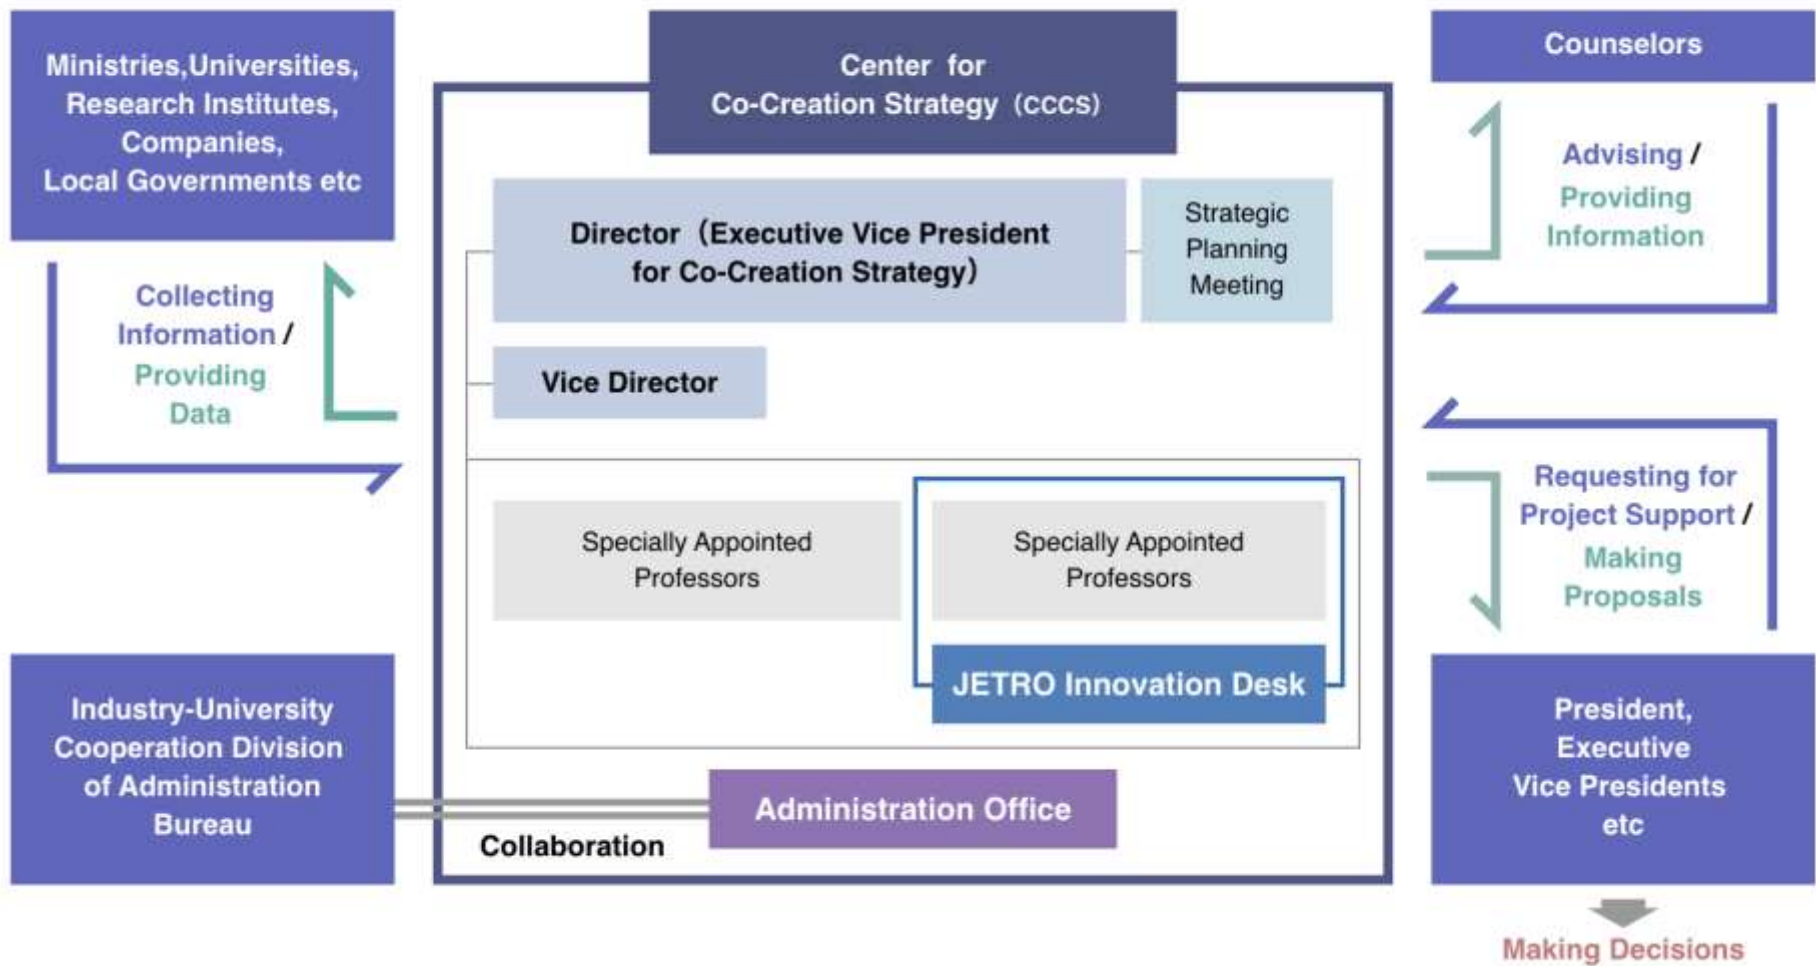 Ministries,Universities,
Research Institutes,
Companies,
Local Governments etc
Collecting
Information /
Providing
Data
Industry-University
Cooperation Division
of Administration
Bureau
Center for
Co-Creation Strategy (CCCS)
Director（Executive Vice President
for Co-Creation Strategy）
Strategic
Planning
Meeting
Vice Director
Specially Appointed
Professors
Specially Appointed
Professors
JETRO Innovation Desk
Administration Office
Collaboration
Counselors
Advising /
Providing
Information
Requesting for
Project Support /
Making
Proposals
President,
Executive
Vice Presidents
etc
Making Decisions